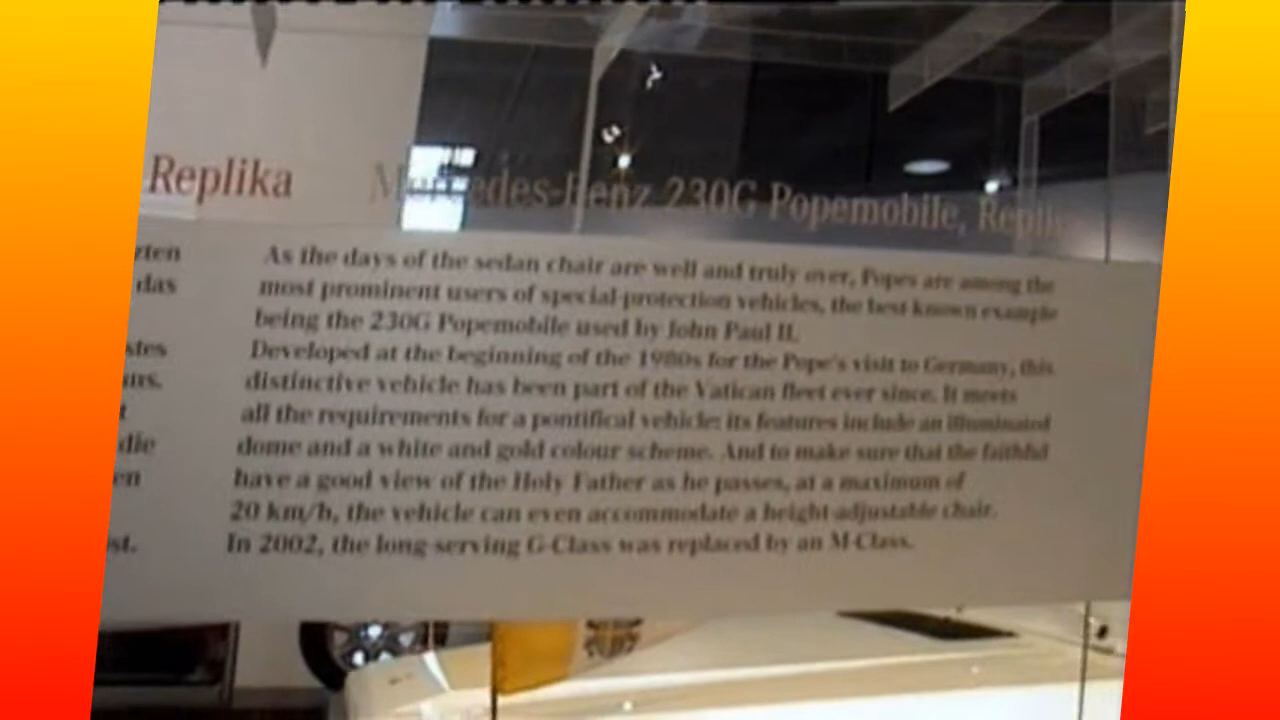 Replika
Mercedes-Benz 230G Popemobile, Replika
rten
das
stes
urs.
t
die
en
st.
As the days of the sedan chair are well and truly over, Popes are among the
most prominent users of special-protection vehicles, the best known example
being the 230G Popemobile used by John Paul II.
Developed at the beginning of the 1980s for the Pope's visit to Germany, this
distinctive vehicle has been part of the Vatican fleet ever since. It meets
all the requirements for a pontifical vehicle: its features include an illuminated
dome and a white and gold colour scheme. And to make sure that the faithful
have a good view of the Holy Father as he passes, at a maximum of
20 km/h, the vehicle can even accommodate a height-adjustable chair.
In 2002, the long-serving G-Class was replaced by an M-Class.